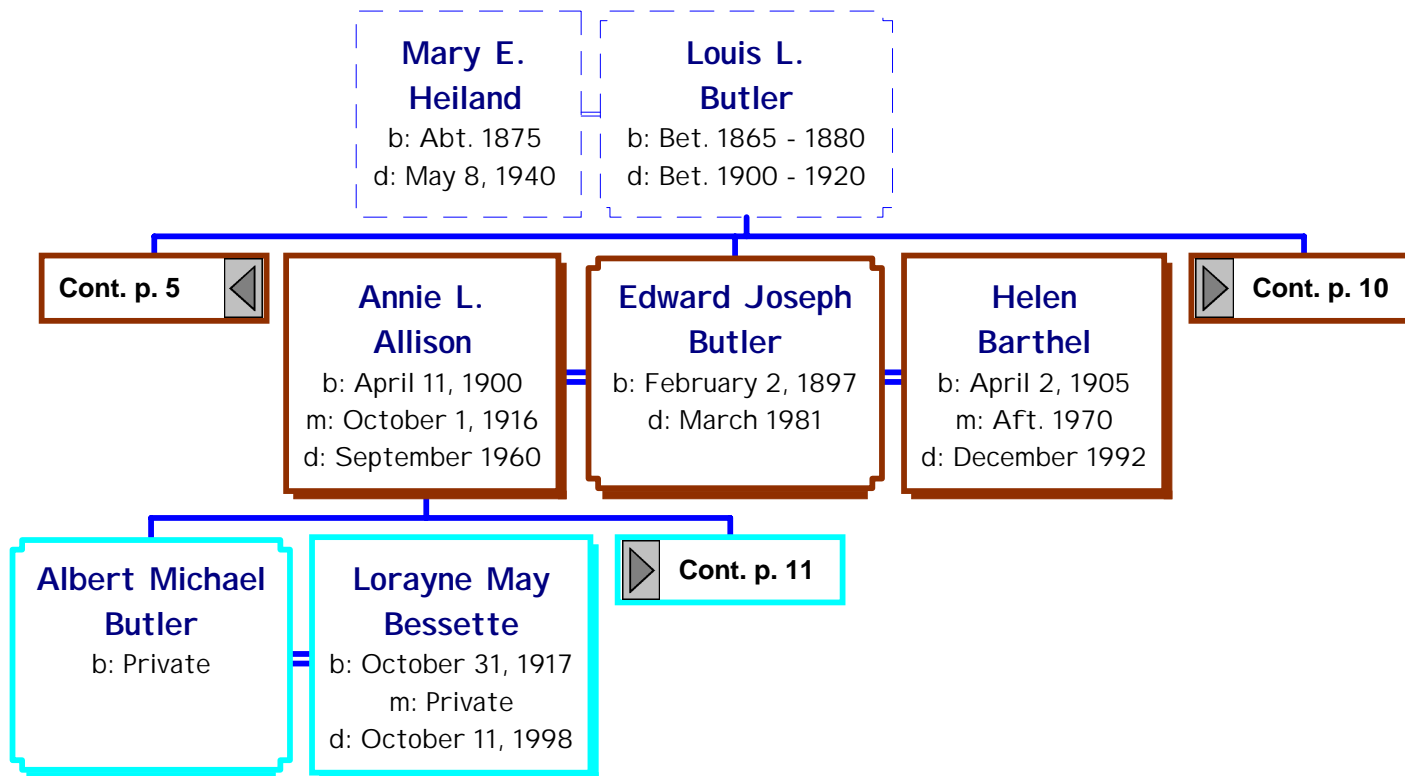 Mary E.
Heiland
b: Abt. 1875
d: May 8, 1940
Louis L.
Butler
b: Bet. 1865 - 1880
d: Bet. 1900 - 1920
Cont. p. 5
Annie L.
Allison
b: April 11, 1900
m: October 1, 1916
d: September 1960
Edward Joseph
Butler
b: February 2, 1897
d: March 1981
Helen
Barthel
b: April 2, 1905
m: Aft. 1970
d: December 1992
Cont. p. 10
Albert Michael
Butler
b: Private
Lorayne May
Bessette
b: October 31, 1917
m: Private
d: October 11, 1998
Cont. p. 11